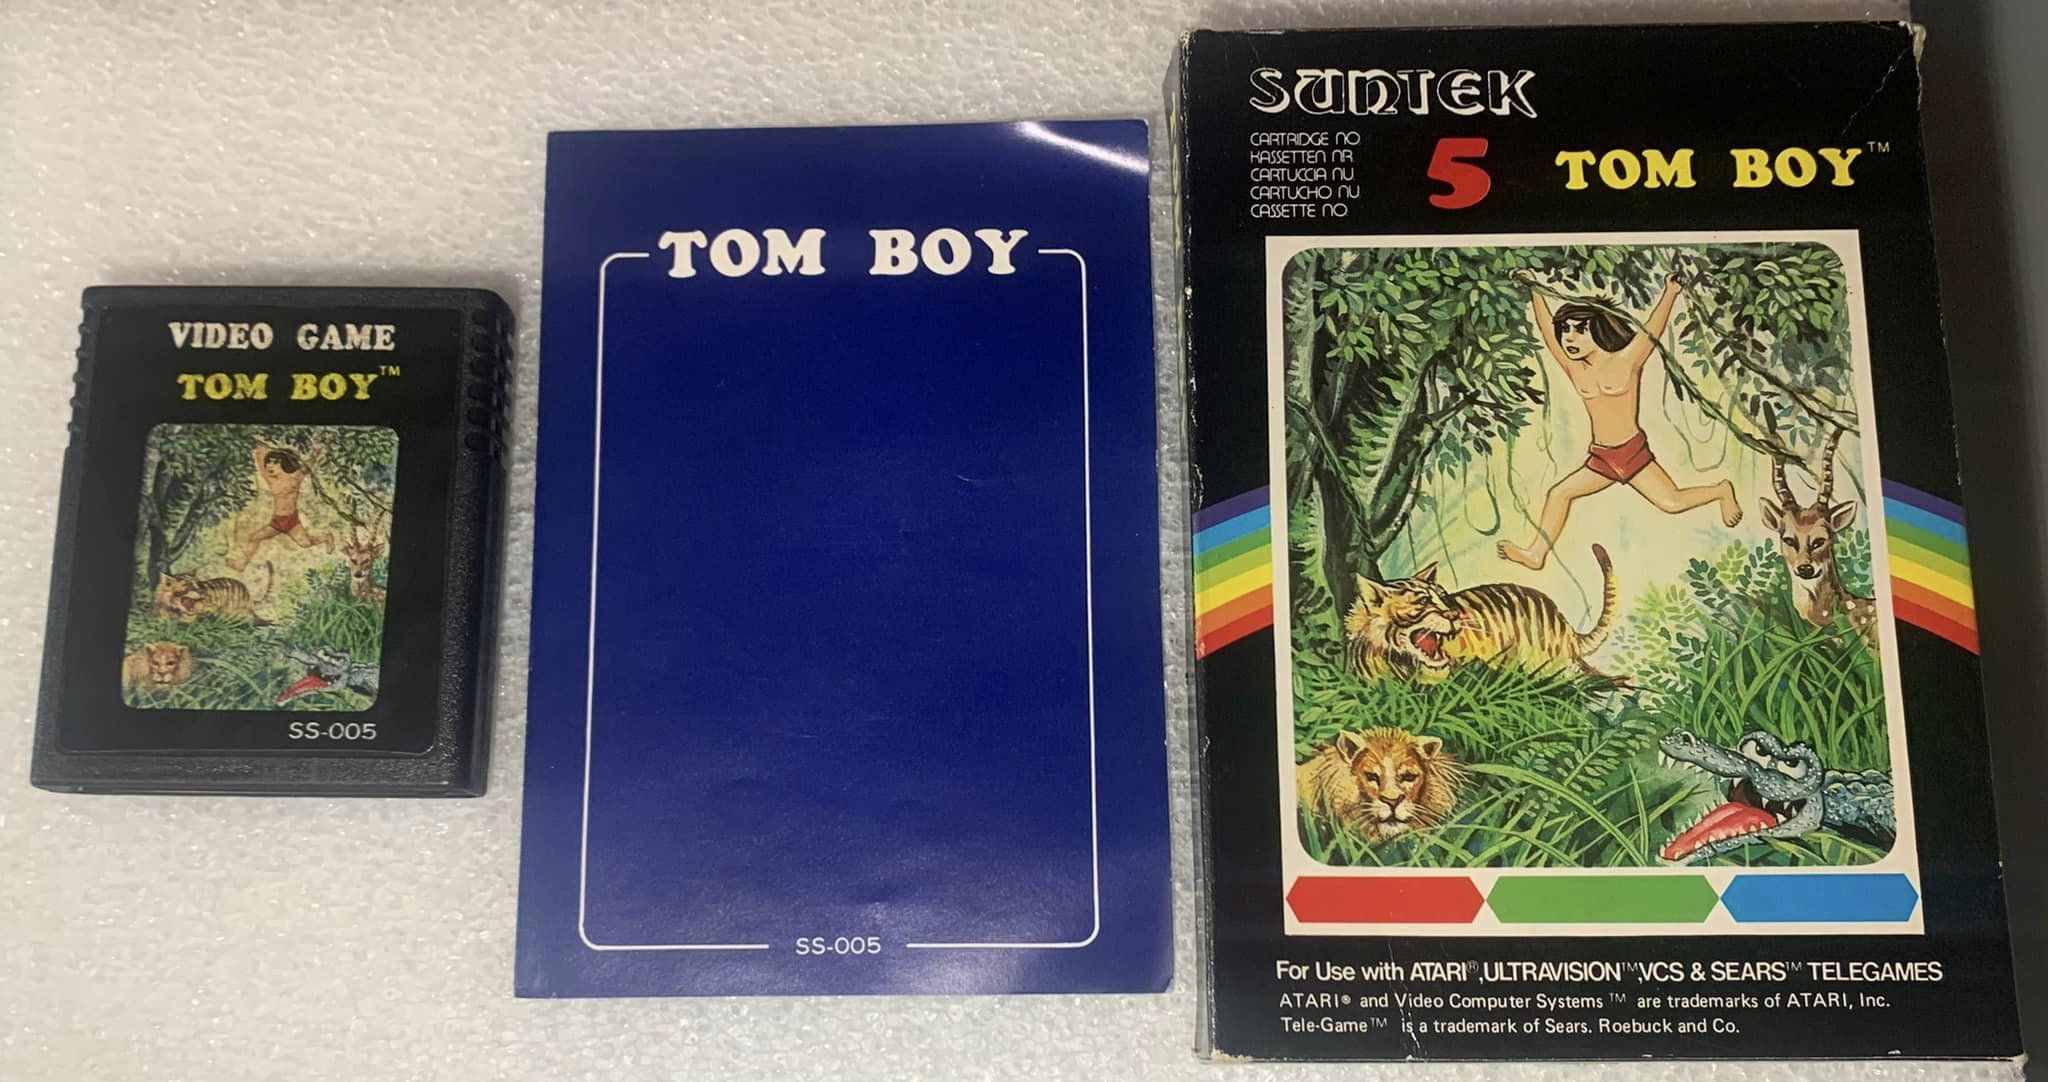 VIDEO GAME
TOM BOY™
SS-005
TOM BOY
SS-005
SUNTEK
CARTRIDGE NO.
KASSETTEN NR.
CARTUCCIA NU.
CARTUCHO NU.
CASSETTE NO.
5
TOM BOY™
For Use with ATARI®,ULTRAVISION™,VCS & SEARS™ TELEGAMES
ATARI® and Video Computer Systems™ are trademarks of ATARI, Inc.
Tele-Game™ is a trademark of Sears. Roebuck and Co.